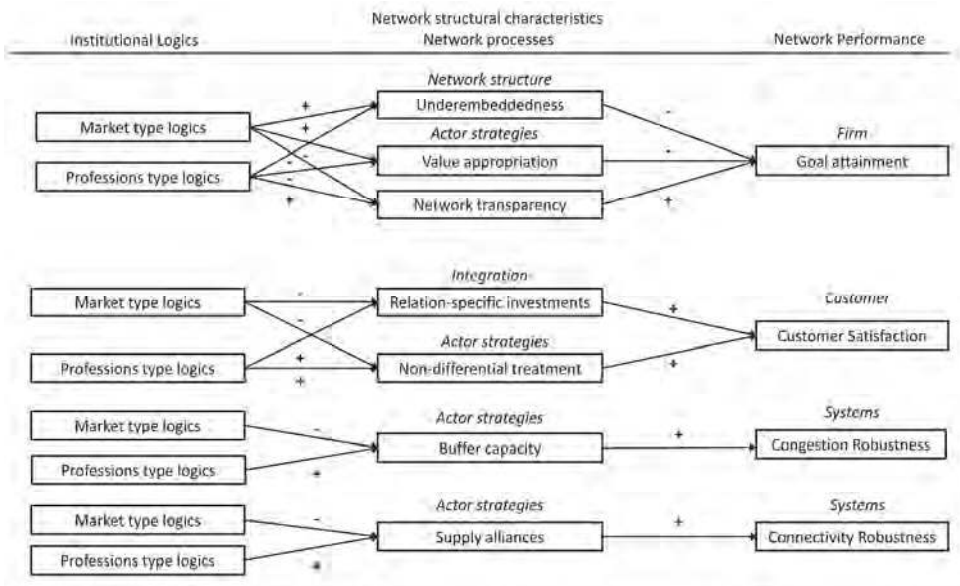 Network structural characteristics
Institutional Logics Network processes Network Performance
Network structure
+ Underembeddedness -
Market type logics + Actor strategies Firm
- Value appropriation - Goal attainment
Professions type logics -
- Network transparency +
+
Integration
Market type logics - Relation-specific investments + Customer
- Actor strategies Customer Satisfaction
Professions type logics + Non-differential treatment +
+
Market type logics Actor strategies Systems
- Buffer capacity + Congestion Robustness
Professions type logics +
Market type logics Actor strategies Systems
- Supply alliances + Connectivity Robustness
Professions type logics +